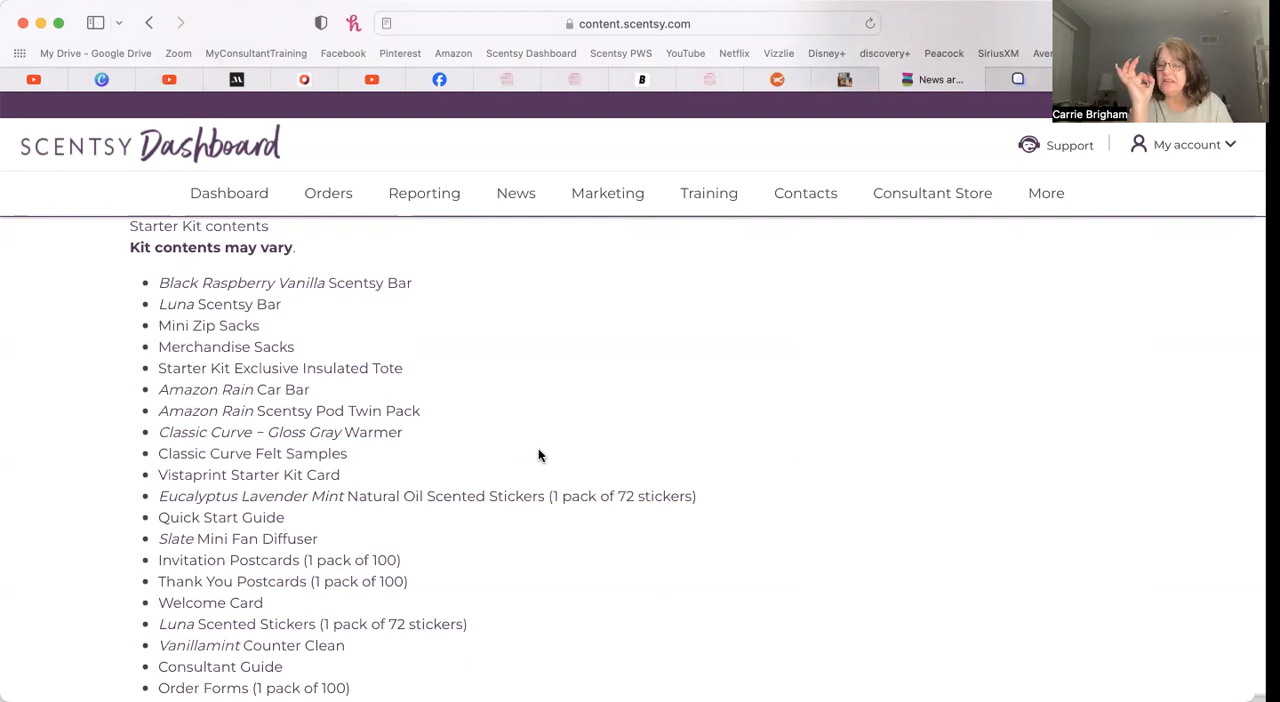 content.scentsy.com
My Drive - Google Drive Zoom MyConsultantTraining Facebook Pinterest Amazon Scentsy Dashboard Scentsy PWS YouTube Netflix Vizzlie Disney+ discovery+ Peacock SiriusXM Aven
News ar...
Carrie Brigham
SCENTSY Dashboard
Support My account
Dashboard Orders Reporting News Marketing Training Contacts Consultant Store More
Starter Kit contents
Kit contents may vary.
• Black Raspberry Vanilla Scentsy Bar
• Luna Scentsy Bar
• Mini Zip Sacks
• Merchandise Sacks
• Starter Kit Exclusive Insulated Tote
• Amazon Rain Car Bar
• Amazon Rain Scentsy Pod Twin Pack
• Classic Curve – Gloss Gray Warmer
• Classic Curve Felt Samples
• Vistaprint Starter Kit Card
• Eucalyptus Lavender Mint Natural Oil Scented Stickers (1 pack of 72 stickers)
• Quick Start Guide
• Slate Mini Fan Diffuser
• Invitation Postcards (1 pack of 100)
• Thank You Postcards (1 pack of 100)
• Welcome Card
• Luna Scented Stickers (1 pack of 72 stickers)
• Vanillamint Counter Clean
• Consultant Guide
• Order Forms (1 pack of 100)